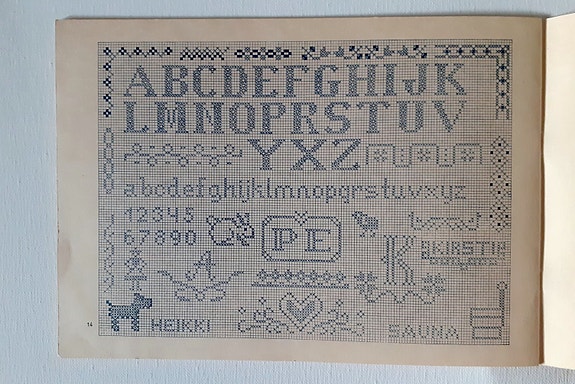 ABCDEFGHIJK
LMNOPRSTUV
YXZ
abcdefghijklmnopqrstuvxyz
12345
67890
PE
A
K
KIRSTI
HEIKKI
SAUNA
14